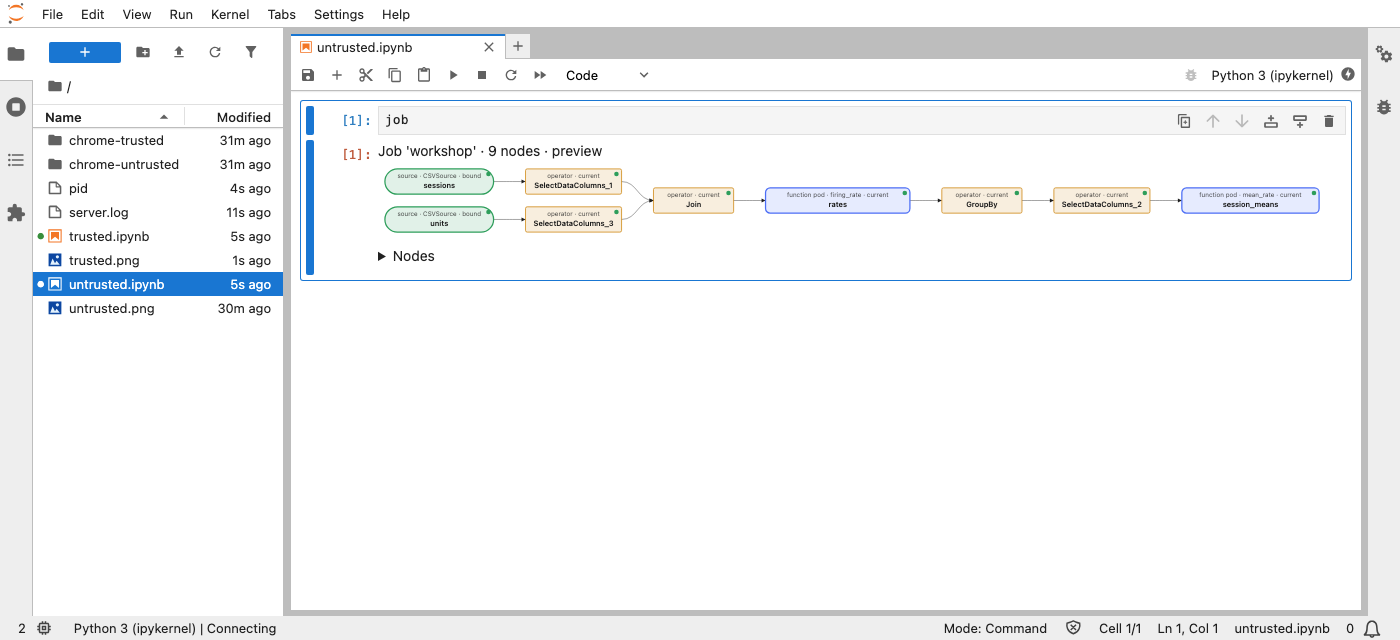 File Edit View Run Kernel Tabs Settings Help
untrusted.ipynb
Code
Python 3 (ipykernel)
/
Name Modified
chrome-trusted 31m ago
chrome-untrusted 31m ago
pid 4s ago
server.log 11s ago
trusted.ipynb 5s ago
trusted.png 1s ago
untrusted.ipynb 5s ago
untrusted.png 30m ago
[1]: job
[1]: Job 'workshop' · 9 nodes · preview
source · CSVSource · bound
sessions
operator · current
SelectDataColumns_1
source · CSVSource · bound
units
operator · current
SelectDataColumns_3
operator · current
Join
function pod · firing_rate · current
rates
operator · current
GroupBy
operator · current
SelectDataColumns_2
function pod · mean_rate · current
session_means
Nodes
2 Python 3 (ipykernel) | Connecting
Mode: Command Cell 1/1 Ln 1, Col 1 untrusted.ipynb 0